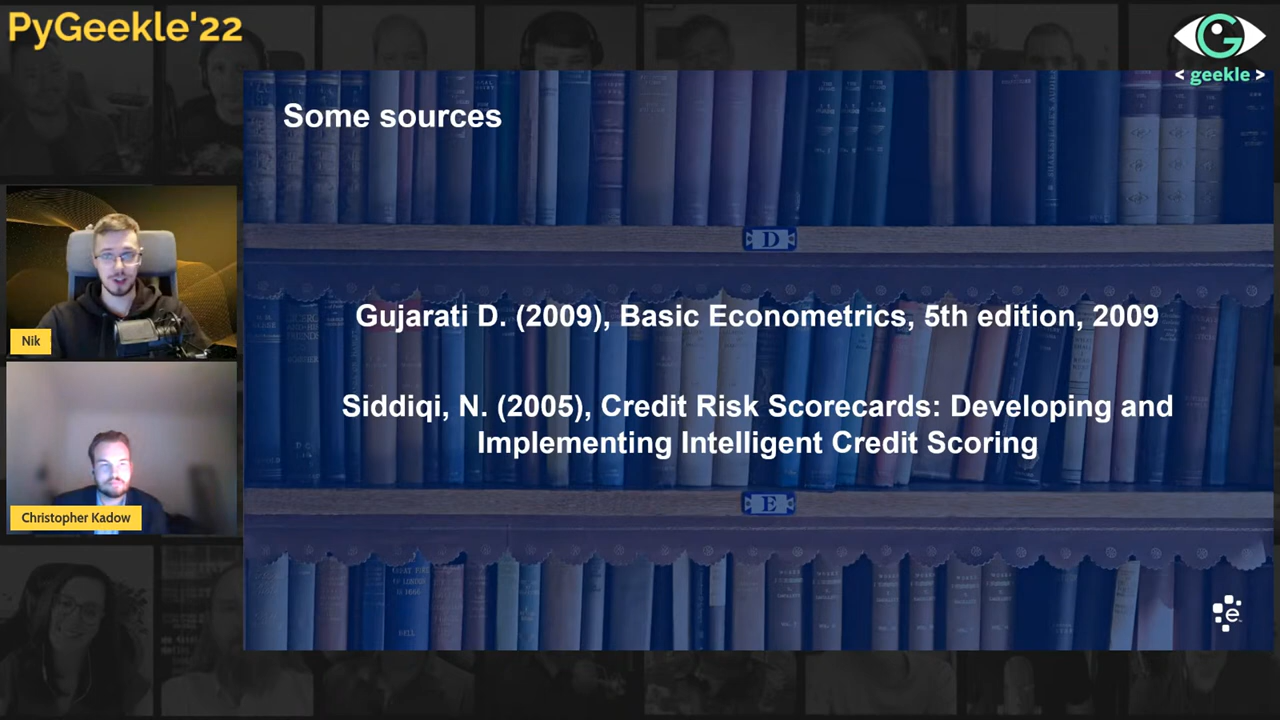 PyGeekle'22
< geekle >
Some sources
D
Gujarati D. (2009), Basic Econometrics, 5th edition, 2009
Nik
Siddiqi, N. (2005), Credit Risk Scorecards: Developing and
Implementing Intelligent Credit Scoring
E
Christopher Kadow
e